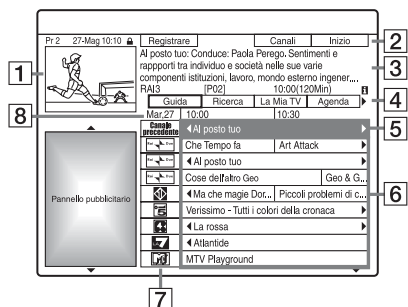 Pr 2 27-Mag 10:10 Registrare Canali Inizio
Al posto tuo: Conduce: Paola Perego. Sentimenti e
rappporti tra individuo e società nelle sue varie
componenti istituzioni, lavoro, mondo esterno ingener,...
RAI3 [P02] 10:00(120Min)
Guida Ricerca La Mia TV Agenda
Mar,27 10:00 10:30
Canale precedente Al posto tuo
Che Tempo fa Art Attack
Al posto tuo
Cose dell'altro Geo Geo & G...
Ma che magie Dor... Piccoli problemi di c...
Verissimo - Tutti i colori della cronaca
La rossa
Atlantide
MTV Playground
Pannello pubblicitario
1
2
3
4
5
6
7
8